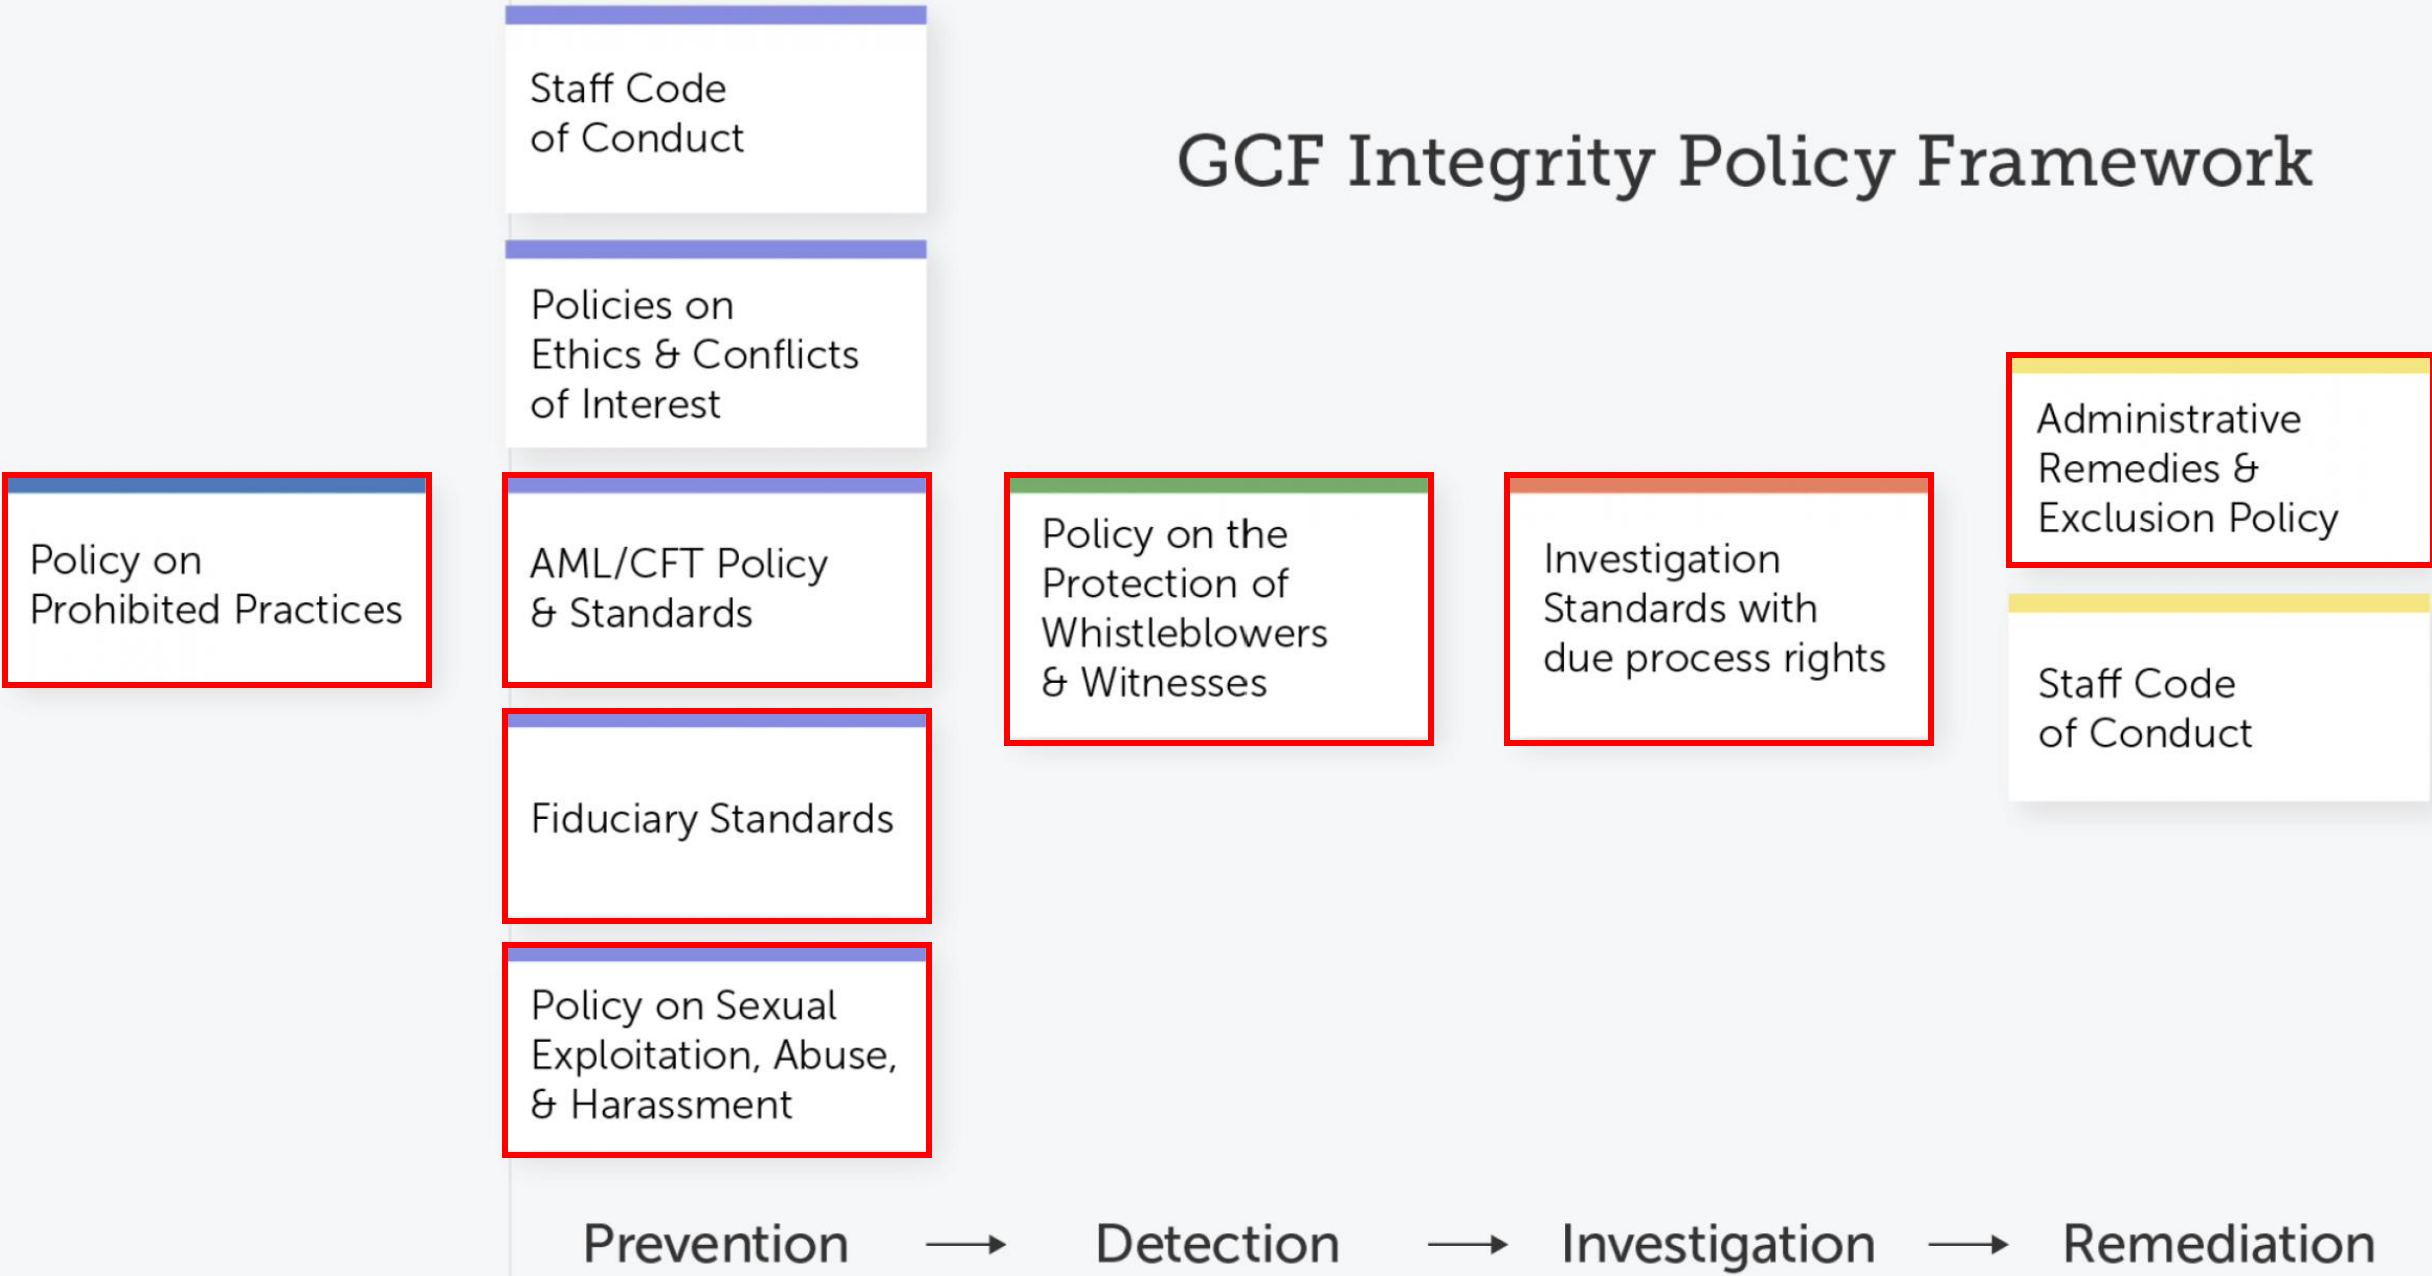 GCF Integrity Policy Framework
Policy on
Prohibited Practices
Staff Code
of Conduct
Policies on
Ethics & Conflicts
of Interest
AML/CFT Policy
& Standards
Fiduciary Standards
Policy on Sexual
Exploitation, Abuse,
& Harassment
Policy on the
Protection of
Whistleblowers
& Witnesses
Investigation
Standards with
due process rights
Administrative
Remedies &
Exclusion Policy
Staff Code
of Conduct
Prevention → Detection → Investigation → Remediation